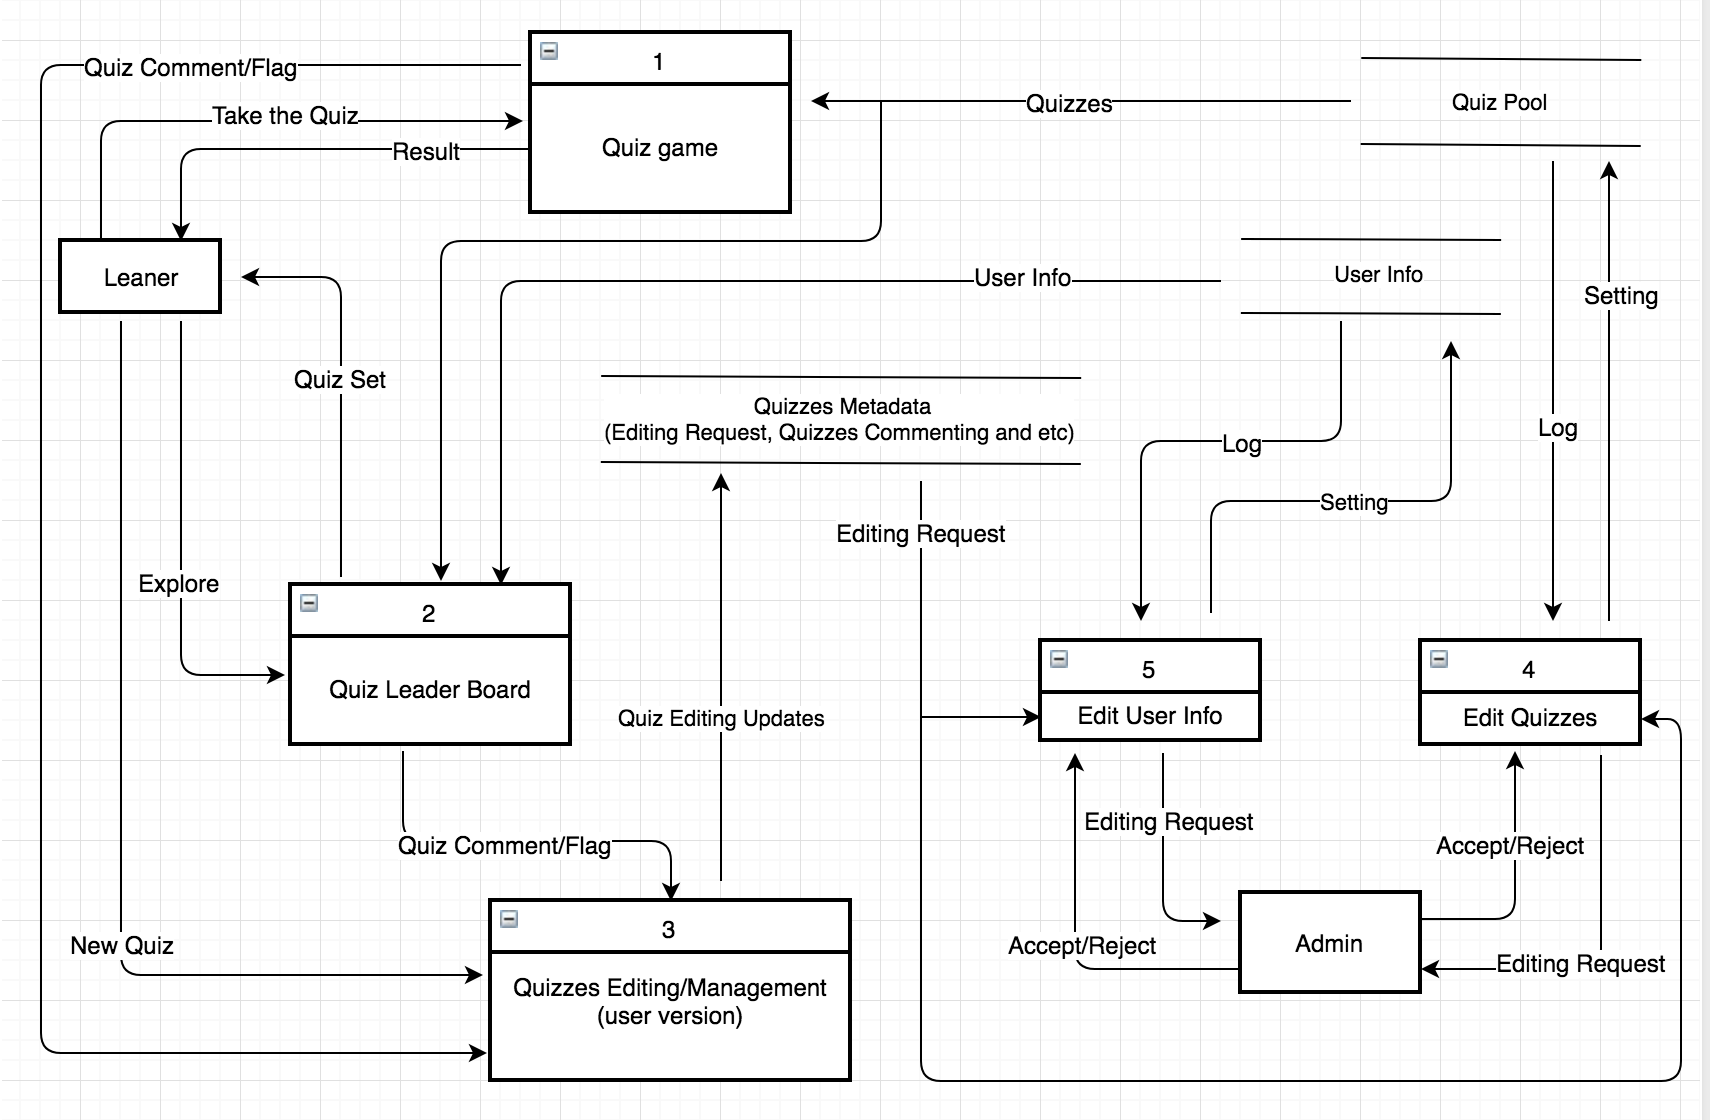 Quiz Comment/Flag
1
Take the Quiz
Quizzes
Quiz Pool
Result
Quiz game
Leaner
User Info
User Info
Setting
Quiz Set
Quizzes Metadata
(Editing Request, Quizzes Commenting and etc)
Log
Log
Setting
Editing Request
Explore
2
Quiz Leader Board
5
4
Quiz Editing Updates
Edit User Info
Edit Quizzes
Editing Request
Quiz Comment/Flag
Accept/Reject
3
New Quiz
Accept/Reject
Admin
Editing Request
Quizzes Editing/Management
(user version)